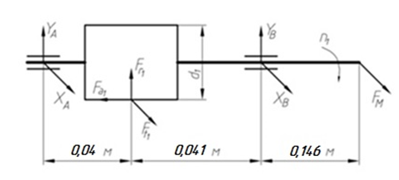 Y_A
Y_B
n_1
F_r1
d_1
F_a1
X_A
F_t1
X_B
F_M
0,04 м
0,041 м
0,146 м